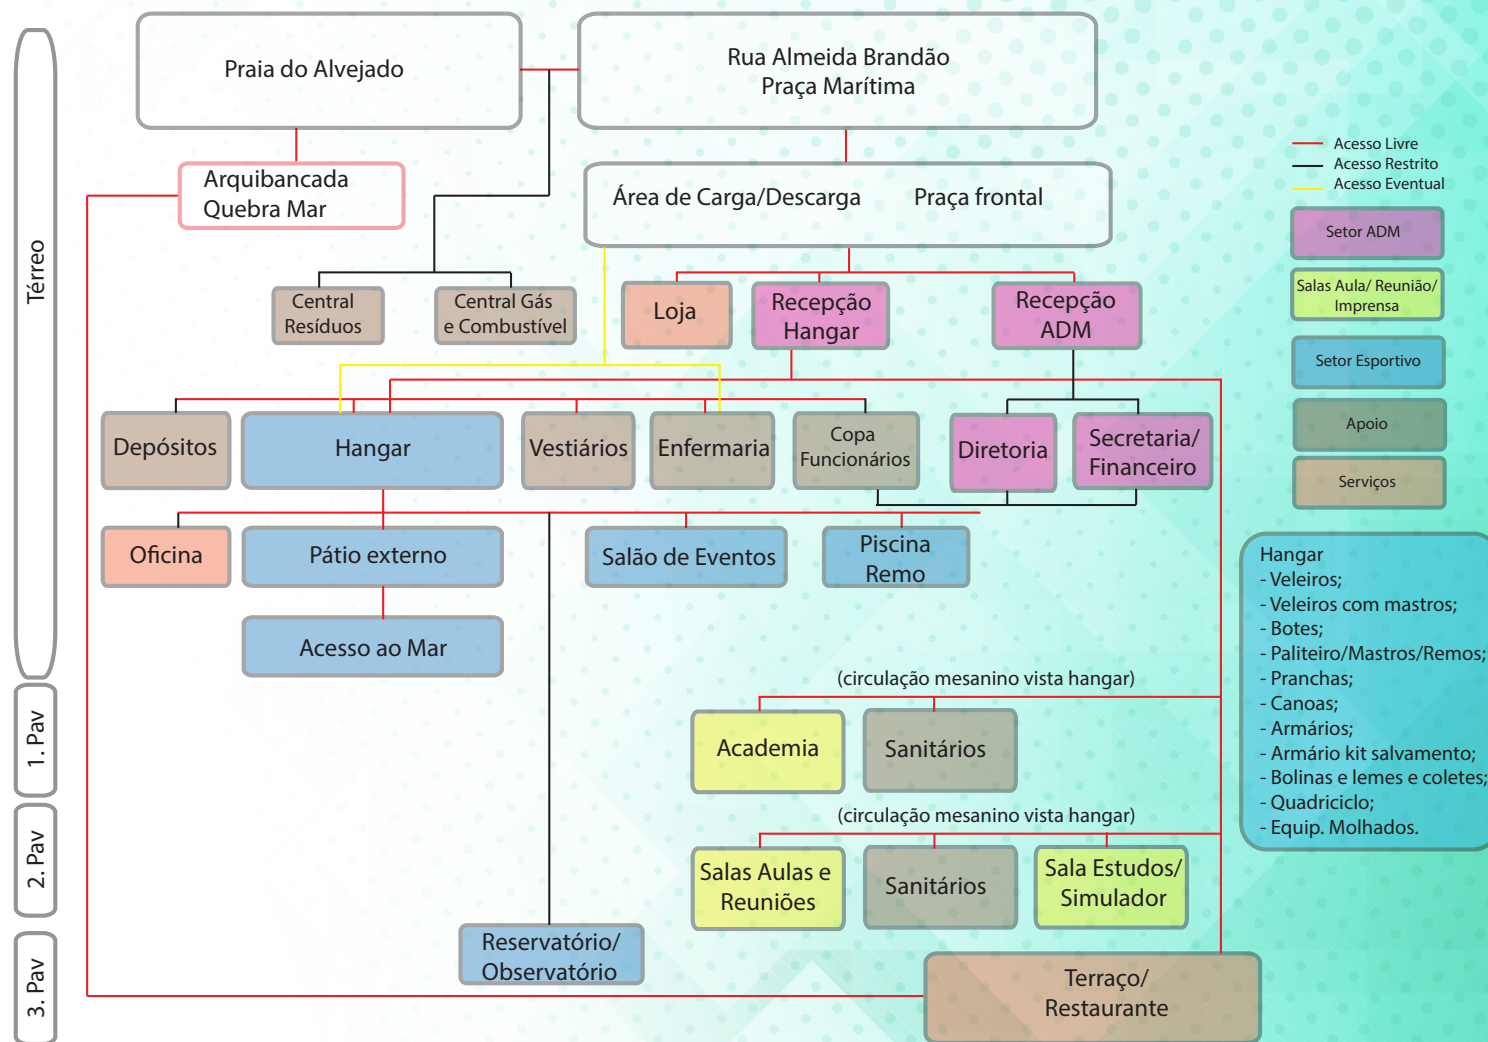 Praia do Alvejado
Rua Almeida Brandão
Praça Marítima
Acesso Livre
Acesso Restrito
Acesso Eventual
Arquibancada
Quebra Mar
Área de Carga/Descarga
Praça frontal
Térreo
Setor ADM
Salas Aula/ Reunião/
Imprensa
Central
Resíduos
Central Gás
e Combustível
Loja
Recepção
Hangar
Recepção
ADM
Setor Esportivo
Depósitos
Hangar
Vestiários
Enfermaria
Copa
Funcionários
Diretoria
Secretaria/
Financeiro
Apoio
Serviços
Oficina
Pátio externo
Salão de Eventos
Piscina
Remo
Acesso ao Mar
Hangar
- Veleiros;
- Veleiros com mastros;
- Botes;
- Paliteiro/Mastros/Remos;
- Pranchas;
- Canoas;
- Armários;
- Armário kit salvamento;
- Bolinas e lemes e coletes;
- Quadriciclo;
- Equip. Molhados.
1. Pav
(circulação mesanino vista hangar)
Academia
Sanitários
2. Pav
(circulação mesanino vista hangar)
Salas Aulas e
Reuniões
Sanitários
Sala Estudos/
Simulador
3. Pav
Reservatório/
Observatório
Terraço/
Restaurante